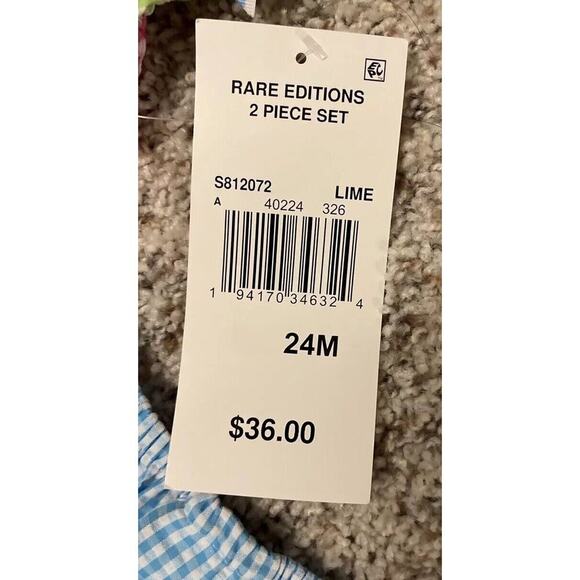 RARE EDITIONS
2 PIECE SET
S812072 LIME
A 40224 326
1 94170 34632 4
24M
$36.00